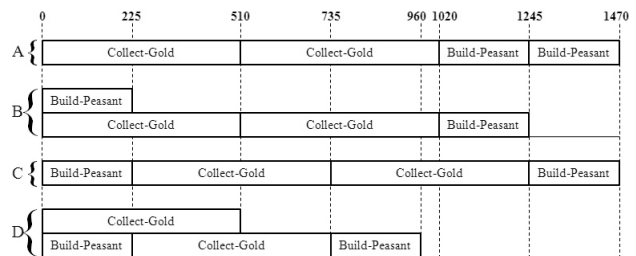 0 225 510 735 960 1020 1245 1470
A Collect-Gold Collect-Gold Build-Peasant Build-Peasant
Build-Peasant
B
Collect-Gold Collect-Gold Build-Peasant
C Build-Peasant Collect-Gold Collect-Gold Build-Peasant
Collect-Gold
D
Build-Peasant Collect-Gold Build-Peasant